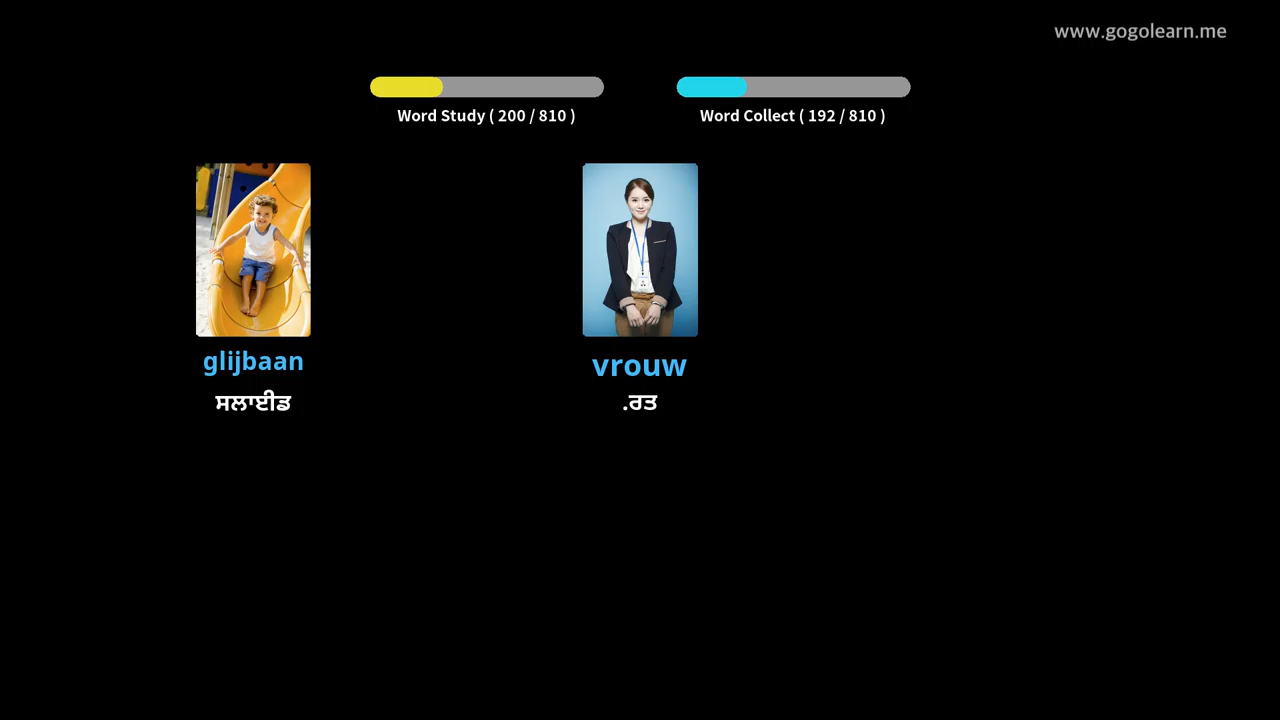 www.gogolearn.me
Word Study ( 200 / 810 )
Word Collect ( 192 / 810 )
glijbaan
ਸਲਾਈਡ
vrouw
.ਰਤ